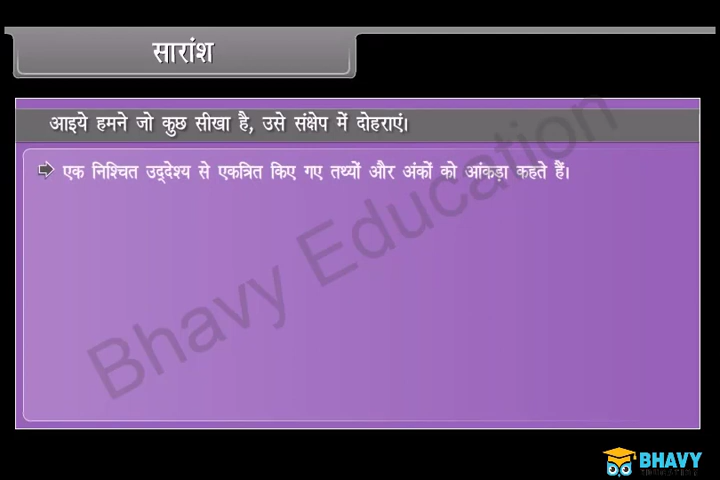 सारांश
आइये हमने जो कुछ सीखा है, उसे संक्षेप में दोहराएं।
एक निश्चित उद्देश्य से एकत्रित किए गए तथ्यों और अंकों को आंकड़ा कहते हैं।
Bhavy Education
BHAVY